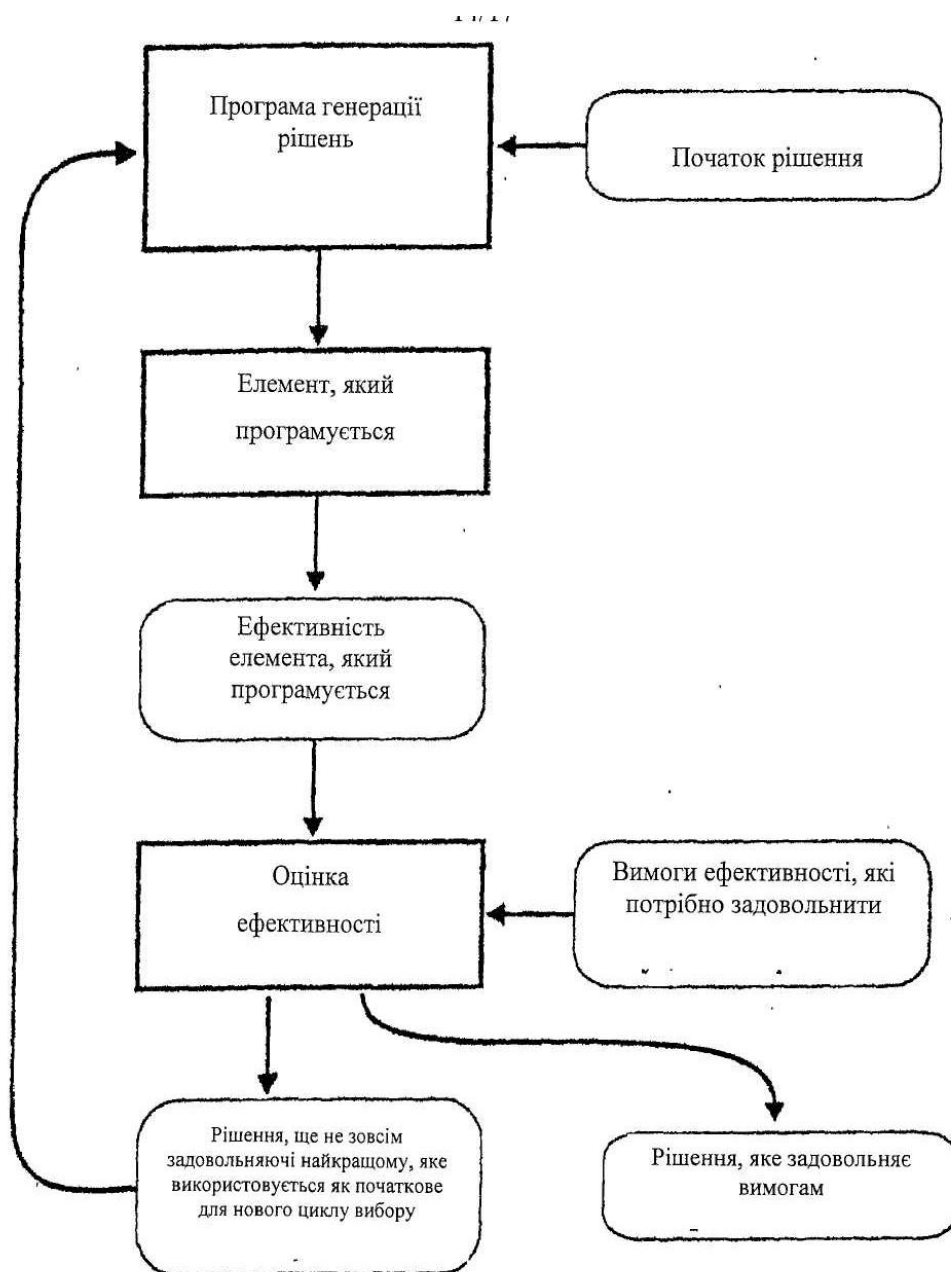 Програма генерації
рішень
Початок рішення
Елемент, який
програмується
Ефективність
елемента, який
програмується
Оцінка
ефективності
Вимоги ефективності, які
потрібно задовольнити
Рішення, ще не зовсім
задовольняючі найкращому, яке
використовується як початкове
для нового циклу вибору
Рішення, яке задовольняє
вимогам